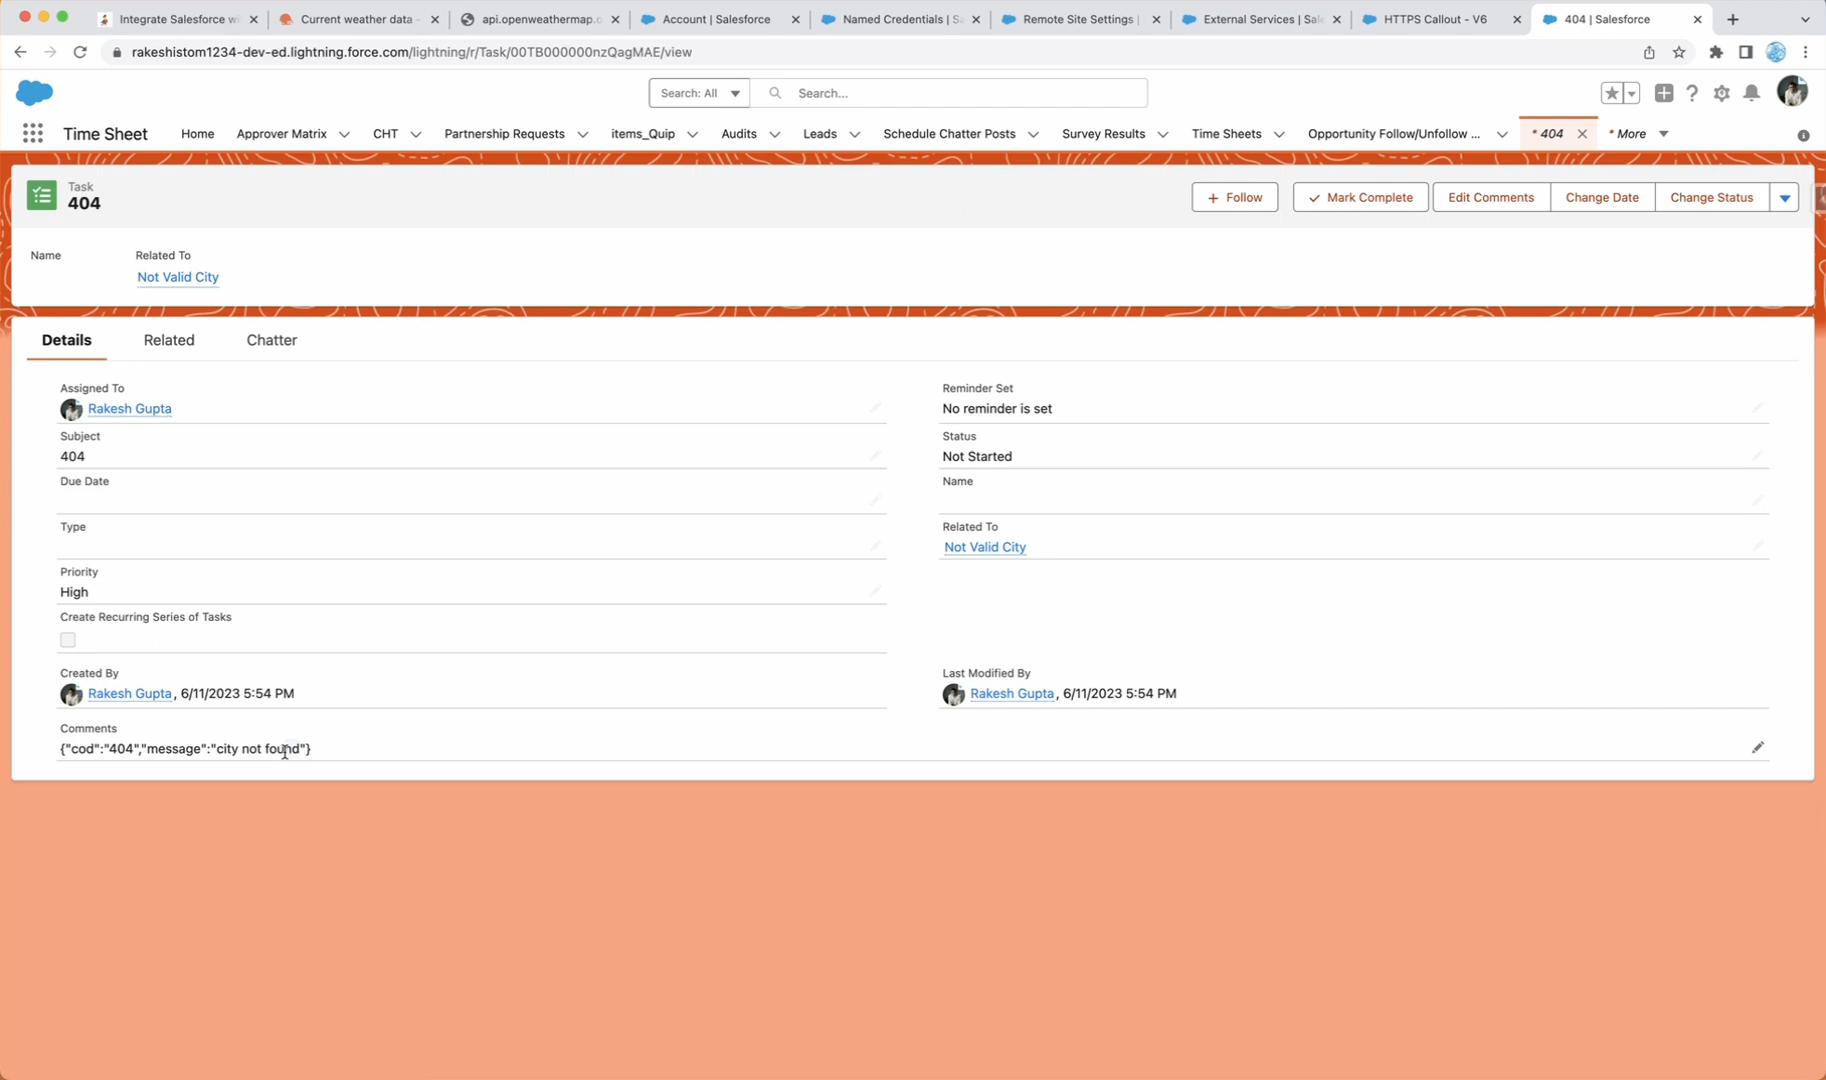 Integrate Salesforce wi
Current weather data -
api.openweathermap.o
Account | Salesforce
Named Credentials | Sa
Remote Site Settings |
External Services | Sale
HTTPS Callout - V6
404 | Salesforce
rakeshistom1234-dev-ed.lightning.force.com/lightning/r/Task/00TB000000nzQagMAE/view
Search: All
Search...
Time Sheet
Home
Approver Matrix
CHT
Partnership Requests
items_Quip
Audits
Leads
Schedule Chatter Posts
Survey Results
Time Sheets
Opportunity Follow/Unfollow ...
* 404
* More
Task
404
+ Follow
Mark Complete
Edit Comments
Change Date
Change Status
Name
Related To
Not Valid City
Details
Related
Chatter
Assigned To
Rakesh Gupta
Reminder Set
No reminder is set
Subject
404
Status
Not Started
Due Date
Name
Type
Related To
Not Valid City
Priority
High
Create Recurring Series of Tasks
Created By
Rakesh Gupta, 6/11/2023 5:54 PM
Last Modified By
Rakesh Gupta, 6/11/2023 5:54 PM
Comments
{"cod":"404","message":"city not found"}